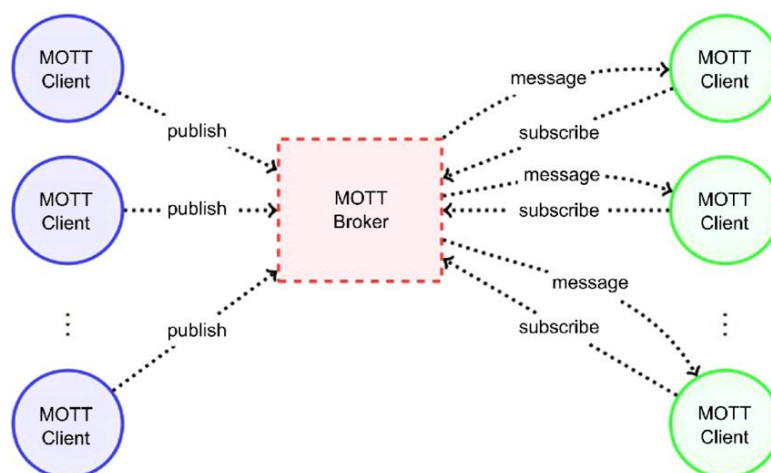 MOTT
Client
publish
MOTT
Client
publish
⋮
MOTT
Client
publish
MOTT
Broker
message
subscribe
MOTT
Client
message
subscribe
MOTT
Client
message
subscribe
⋮
MOTT
Client